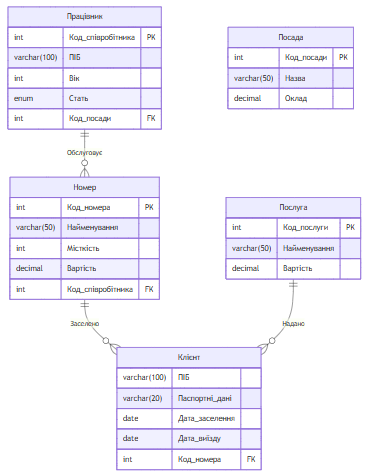 Працівник
int Код_співробітника PK
varchar(100) ПІБ
int Вік
enum Стать
int Код_посади FK
Посада
int Код_посади PK
varchar(50) Назва
decimal Оклад
Обслуговує
Номер
int Код_номера PK
varchar(50) Найменування
int Місткість
decimal Вартість
int Код_співробітника FK
Послуга
int Код_послуги PK
varchar(50) Найменування
decimal Вартість
Заселено
Надано
Клієнт
varchar(100) ПІБ
varchar(20) Паспортні_дані
date Дата_заселення
date Дата_виїзду
int Код_номера FK